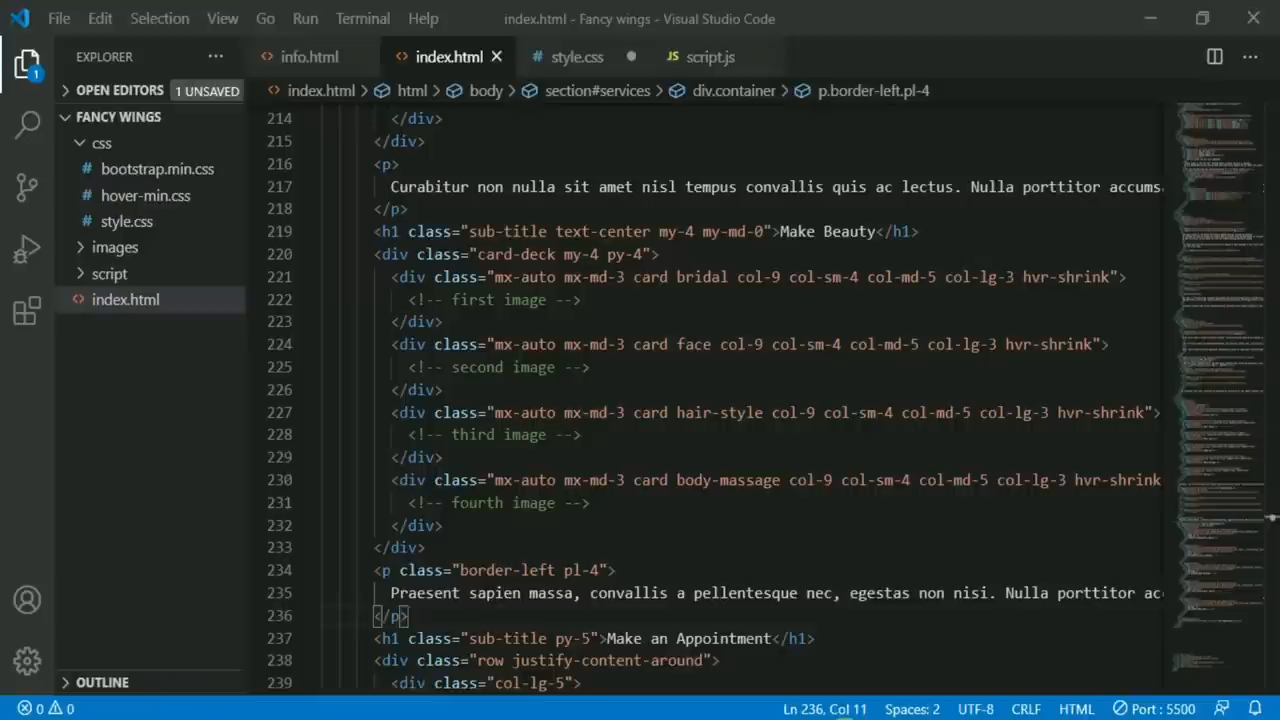 File Edit Selection View Go Run Terminal Help index.html - Fancy wings - Visual Studio Code
EXPLORER ···
info.html index.html style.css JS script.js ···
1
OPEN EDITORS 1 UNSAVED
index.html > html > body > section#services > div.container > p.border-left.pl-4
FANCY WINGS
css
# bootstrap.min.css
# hover-min.css
# style.css
images
script
<> index.html
OUTLINE
214 </div>
215 </div>
216 <p>
217 Curabitur non nulla sit amet nisl tempus convallis quis ac lectus. Nulla porttitor accums
218 </p>
219 <h1 class="sub-title text-center my-4 my-md-0">Make Beauty</h1>
220 <div class="card-deck my-4 py-4">
221 <div class="mx-auto mx-md-3 card bridal col-9 col-sm-4 col-md-5 col-lg-3 hvr-shrink">
222 <!-- first image -->
223 </div>
224 <div class="mx-auto mx-md-3 card face col-9 col-sm-4 col-md-5 col-lg-3 hvr-shrink">
225 <!-- second image -->
226 </div>
227 <div class="mx-auto mx-md-3 card hair-style col-9 col-sm-4 col-md-5 col-lg-3 hvr-shrink">
228 <!-- third image -->
229 </div>
230 <div class="mx-auto mx-md-3 card body-massage col-9 col-sm-4 col-md-5 col-lg-3 hvr-shrink
231 <!-- fourth image -->
232 </div>
233 </div>
234 <p class="border-left pl-4">
235 Praesent sapien massa, convallis a pellentesque nec, egestas non nisi. Nulla porttitor ac
236 </p>
237 <h1 class="sub-title py-5">Make an Appointment</h1>
238 <div class="row justify-content-around">
239 <div class="col-lg-5">
0 0 Ln 236, Col 11 Spaces: 2 UTF-8 CRLF HTML Port : 5500